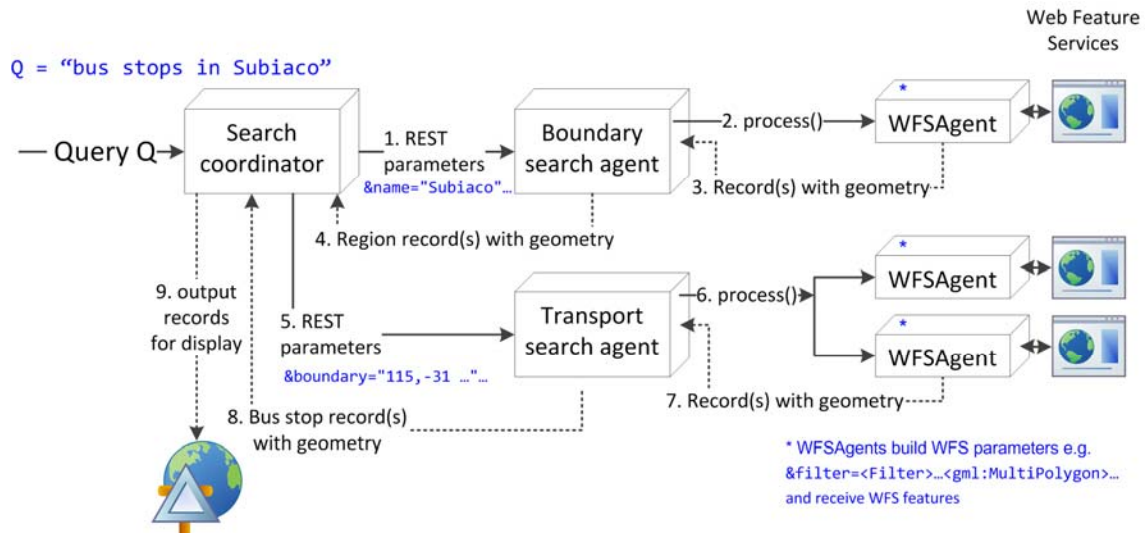 Web Feature
Services
Q = “bus stops in Subiaco”
*
Query Q
Search
coordinator
1. REST
parameters
&name="Subiaco"…
Boundary
search agent
2. process()
WFSAgent
3. Record(s) with geometry
4. Region record(s) with geometry
*
WFSAgent
9. output
records
for display
5. REST
parameters
&boundary="115,-31 …"…
Transport
search agent
6. process()
*
WFSAgent
7. Record(s) with geometry
8. Bus stop record(s)
with geometry
* WFSAgents build WFS parameters e.g.
&filter=<Filter>…<gml:MultiPolygon>…
and receive WFS features